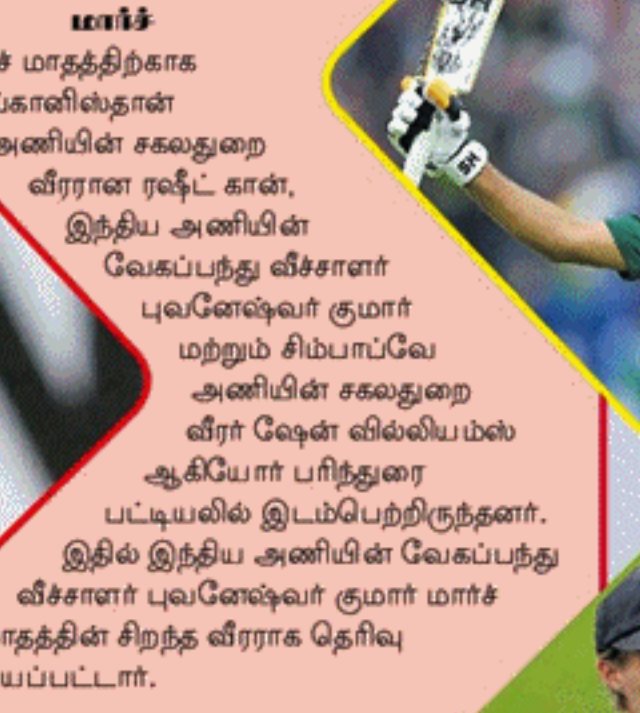 மார்ச்
ச் மாதத்திற்காக
கானிஸ்தான்
அணியின் சகலதுறை
வீரரான ரஷீட் கான்,
இந்திய அணியின்
வேகப்பந்து வீச்சாளர்
புவனேஷ்வர் குமார்
மற்றும் சிம்பாப்வே
அணியின் சகலதுறை
வீரர் ஷேன் வில்லியம்ஸ்
ஆகியோர் பரிந்துரை
பட்டியலில் இடம்பெற்றிருந்தனர்.
இதில் இந்திய அணியின் வேகப்பந்து
வீச்சாளர் புவனேஷ்வர் குமார் மார்ச்
மாதத்தின் சிறந்த வீரராக தெரிவு
யப்பட்டார்.